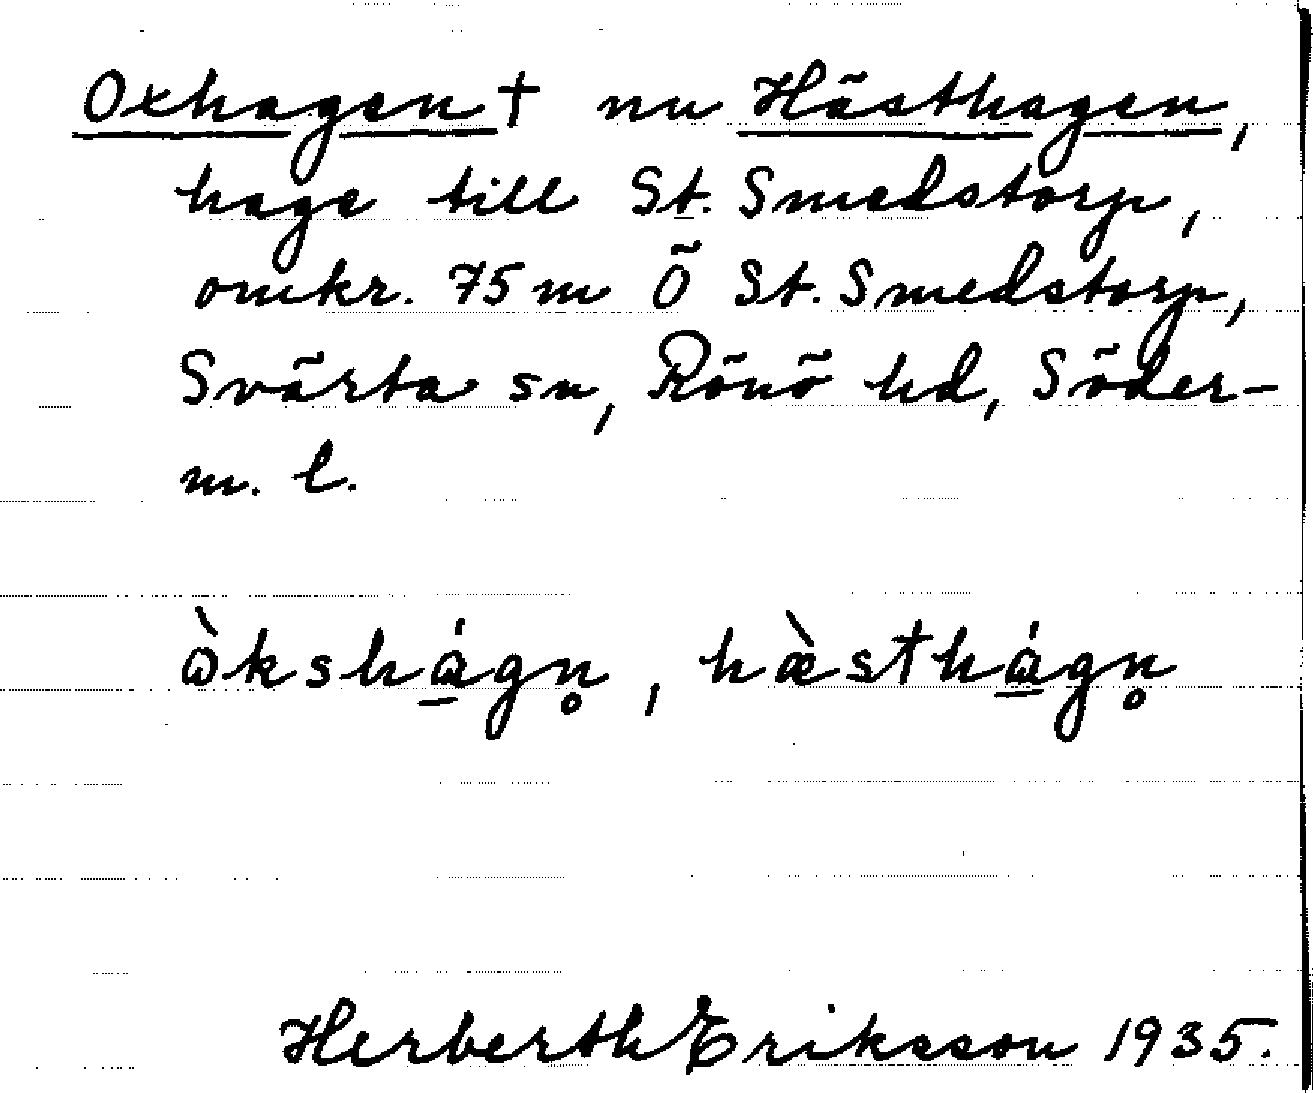 Oxhagen† nu Hästhagen,
hage till St. Smedstorp,
omkr. 75 m Ö St. Smedstorp,
Svärta sn, Rönö hd, Söder-
m. l.
òkshágn̥, hæ̀sthágn̥
Herberth Eriksson 1935.